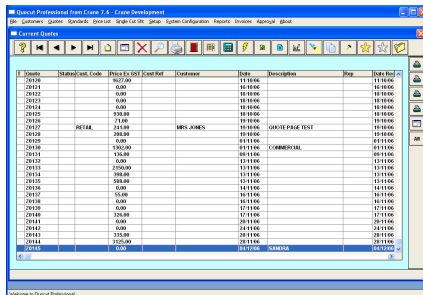 Quecut Professional from Crane 7.6 - Crane Development
File Customers Quotes Standards Price List Single Cut Sht Setup System Configuration Reports Invoices Approval About
Current Quotes
T Quote Status Cust. Code Price Ex GST Cust Ref Customer Date Description Rep Date Re
Z0120 1627.00 11/10/06 11/10/06
Z0121 0.00 16/10/06 16/10/06
Z0122 0.00 18/10/06 18/10/06
Z0123 0.00 18/10/06 18/10/06
Z0124 0.00 18/10/06 18/10/06
Z0125 930.00 18/10/06 18/10/06
Z0126 71.00 19/10/06 19/10/06
Z0127 RETAIL 241.00 MRS JONES 19/10/06 QUOTE PAGE TEST 19/10/06
Z0128 208.00 19/10/06 19/10/06
Z0129 0.00 01/11/06 01/11/06
Z0130 1302.00 01/11/06 COMMERCIAL 01/11/06
Z0131 136.00 09/11/06 09/11/06
Z0132 0.00 13/11/06 13/11/06
Z0133 2150.00 13/11/06 13/11/06
Z0134 398.00 13/11/06 13/11/06
Z0135 508.00 13/11/06 13/11/06
Z0136 0.00 14/11/06 14/11/06
Z0137 55.00 16/11/06 16/11/06
Z0138 0.00 16/11/06 16/11/06
Z0139 0.00 17/11/06 17/11/06
Z0140 326.00 17/11/06 17/11/06
Z0141 0.00 20/11/06 20/11/06
Z0142 0.00 24/11/06 24/11/06
Z0143 335.00 28/11/06 28/11/06
Z0144 3125.00 28/11/06 28/11/06
Z0145 0.00 04/12/06 SANDRA 04/12/06
All
Welcome to Quecut Professional